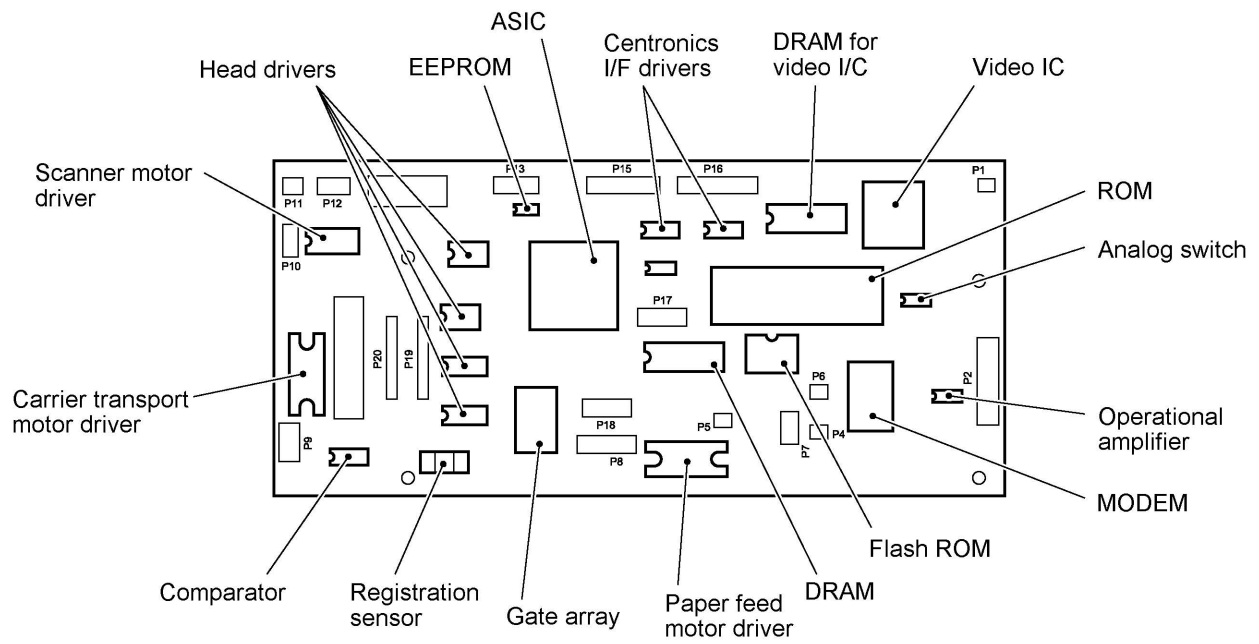 ASIC
Head drivers
EEPROM
Centronics
I/F drivers
DRAM for
video I/C
Video IC
Scanner motor
driver
P11
P12
P13
P15
P16
P1
ROM
P10
Analog switch
P17
P20
P19
Carrier transport
motor driver
P6
P2
P18
P5
P4
Operational
amplifier
P9
P8
P7
MODEM
Flash ROM
Comparator
Registration
sensor
Gate array
Paper feed
motor driver
DRAM